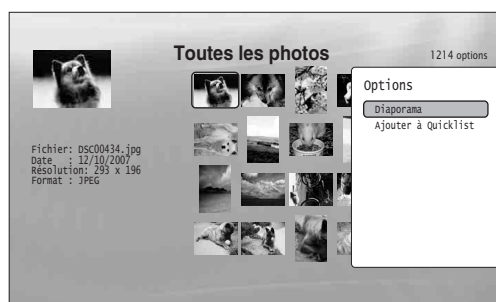 Toutes les photos
1214 options
Fichier: DSC00434.jpg
Date : 12/10/2007
Résolution: 293 x 196
Format : JPEG
Options
Diaporama
Ajouter à Quicklist